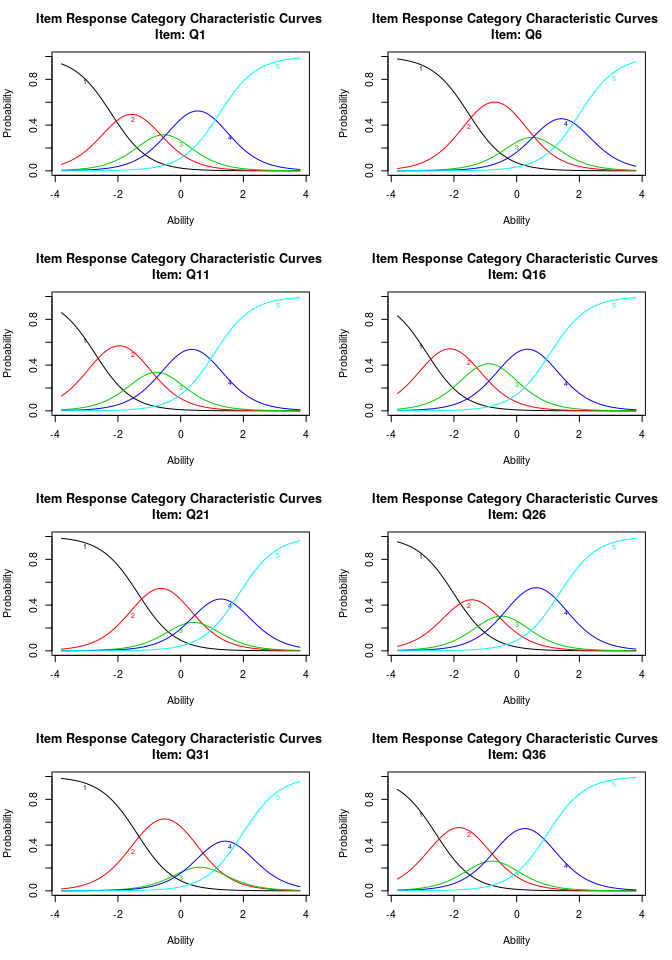 Item Response Category Characteristic Curves Item Response Category Characteristic Curves
Item: Q1 Item: Q6
Probability
0.0 0.4 0.8
1 2 3 4 5
-4 -2 0 2 4
Ability
Probability
0.0 0.4 0.8
1 2 3 4 5
-4 -2 0 2 4
Ability
Item Response Category Characteristic Curves Item Response Category Characteristic Curves
Item: Q11 Item: Q16
Probability
0.0 0.4 0.8
1 2 3 4 5
-4 -2 0 2 4
Ability
Probability
0.0 0.4 0.8
1 2 3 4 5
-4 -2 0 2 4
Ability
Item Response Category Characteristic Curves Item Response Category Characteristic Curves
Item: Q21 Item: Q26
Probability
0.0 0.4 0.8
1 2 3 4 5
-4 -2 0 2 4
Ability
Probability
0.0 0.4 0.8
1 2 3 4 5
-4 -2 0 2 4
Ability
Item Response Category Characteristic Curves Item Response Category Characteristic Curves
Item: Q31 Item: Q36
Probability
0.0 0.4 0.8
1 2 3 4 5
-4 -2 0 2 4
Ability
Probability
0.0 0.4 0.8
1 2 3 4 5
-4 -2 0 2 4
Ability